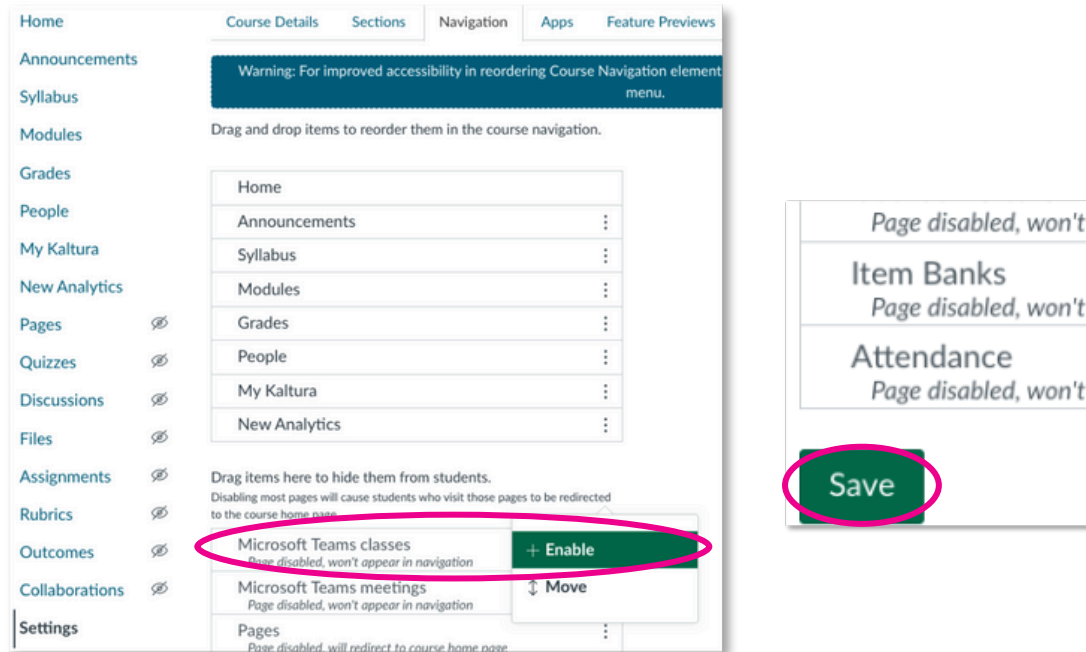 Home
Announcements
Syllabus
Modules
Grades
People
My Kaltura
New Analytics
Pages
Quizzes
Discussions
Files
Assignments
Rubrics
Outcomes
Collaborations
Settings
Course Details Sections Navigation Apps Feature Previews
Warning: For improved accessibility in reordering Course Navigation element
menu.
Drag and drop items to reorder them in the course navigation.
Home
Announcements
Syllabus
Modules
Grades
People
My Kaltura
New Analytics
Drag items here to hide them from students.
Disabling most pages will cause students who visit those pages to be redirected
to the course home page.
Microsoft Teams classes
Page disabled, won't appear in navigation
+ Enable
Microsoft Teams meetings
Page disabled, won't appear in navigation
Move
Pages
Page disabled, will redirect to course home page
Page disabled, won't
Item Banks
Page disabled, won't
Attendance
Page disabled, won't
Save